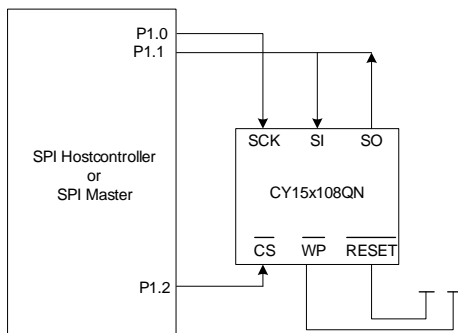 P1.0
P1.1
SPI Hostcontroller
or
SPI Master
P1.2
SCK SI SO
CY15x108QN
CS WP RESET